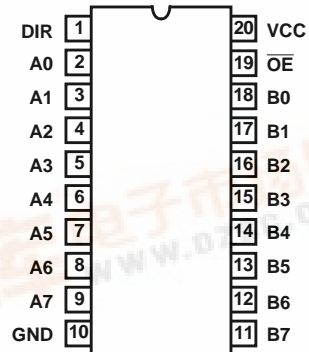 DIR 1 20 VCC
A0 2 19 OE
A1 3 18 B0
A2 4 17 B1
A3 5 16 B2
A4 6 15 B3
A5 7 14 B4
A6 8 13 B5
A7 9 12 B6
GND 10 11 B7